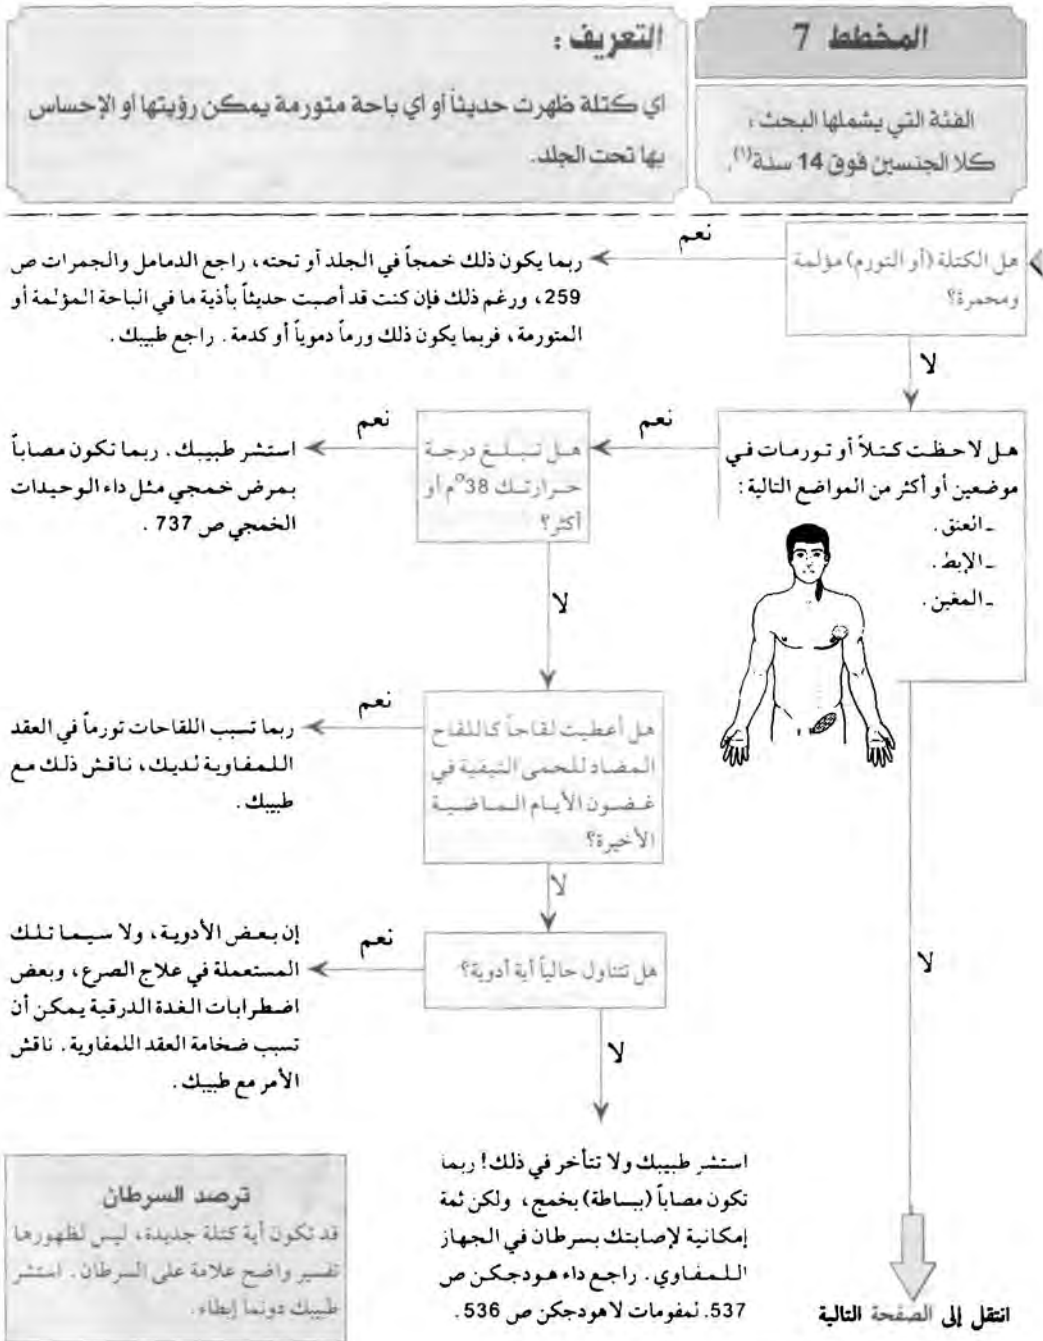 المخطط 7
الفئة التي يشملها البحث :
كلا الجنسين فوق 14 سنة(1).
التعريف :
اي كتلة ظهرت حديثاً أو اي باحة متورمة يمكن رؤيتها او الإحساس
بها تحت الجلد.
هل الكتلة (أو التورم) مؤلمة
ومحمرة؟
نعم
ربما يكون ذلك خمجاً في الجلد أو تحته، راجع الدمامل والجمرات ص
259، ورغم ذلك فإن كنت قد أصبت حديثاً بأذية ما في الباحة المؤلمة أو
المتورمة، فربما يكون ذلك ورماً دموياً أو كدمة. راجع طبيبك.
لا
هل لاحظت كتلاً أو تورمات في
موضعين أو أكثر من المواضع التالية :
ـ العنق.
ـ الإبط.
ـ المغبن.
نعم
هل تبلغ درجة
حرارتك 38°م أو
أكثر؟
نعم
استشر طبيبك. ربما تكون مصاباً
بمرض خمجي مثل داء الوحيدات
الخمجي ص 737 .
لا
هل أعطيت لقاحاً كاللقاح
المضاد للحمى التيفية في
غضون الأيام الماضية
الأخيرة؟
نعم
ربما تسبب اللقاحات تورماً في العقد
اللمفاوية لديك، ناقش ذلك مع
طبيبك.
لا
هل تتناول حالياً أية أدوية؟
نعم
إن بعض الأدوية، ولا سيما تلك
المستعملة في علاج الصرع، وبعض
اضطرابات الغدة الدرقية يمكن أن
تسبب ضخامة العقد اللمفاوية. ناقش
الأمر مع طبيبك.
لا
استشر طبيبك ولا تتأخر في ذلك! ربما
تكون مصاباً (ببساطة) بخمج، ولكن ثمة
إمكانية لإصابتك بسرطان في الجهاز
اللمفاوي. راجع داء هودجكن ص
537. لمفومات لاهودجكن ص 536.
لا
انتقل إلى الصفحة التالية
ترصد السرطان
قد تكون أية كتلة جديدة، ليس لظهورها
تفسير واضح علامة على السرطان. استشر
طبيبك دونما إبطاء.